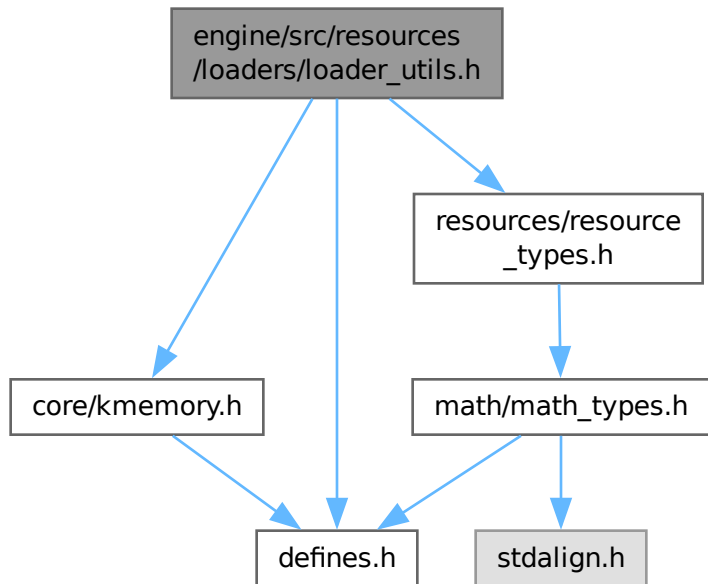 engine/src/resources
/loaders/loader_utils.h
resources/resource
_types.h
core/kmemory.h
math/math_types.h
defines.h
stdalign.h